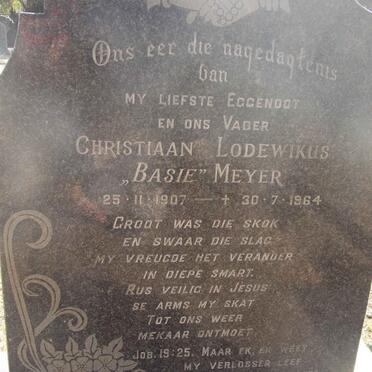 Ons eer die nagedagtenis
van
MY LIEFSTE EGGENOOT
EN ONS VADER
CHRISTIAAN LODEWIKUS
„BASIE” MEYER
25·11·1907 — † 30·7·1964
GROOT WAS DIE SKOK
EN SWAAR DIE SLAG
MY VREUGDE HET VERANDER
IN DIEPE SMART.
RUS VEILIG IN JESUS
SE ARMS MY SKAT
TOT ONS WEER
MEKAAR ONTMOET.
JOB. 19:25. MAAR EK, EK WEET
MY VERLOSSER LEEF